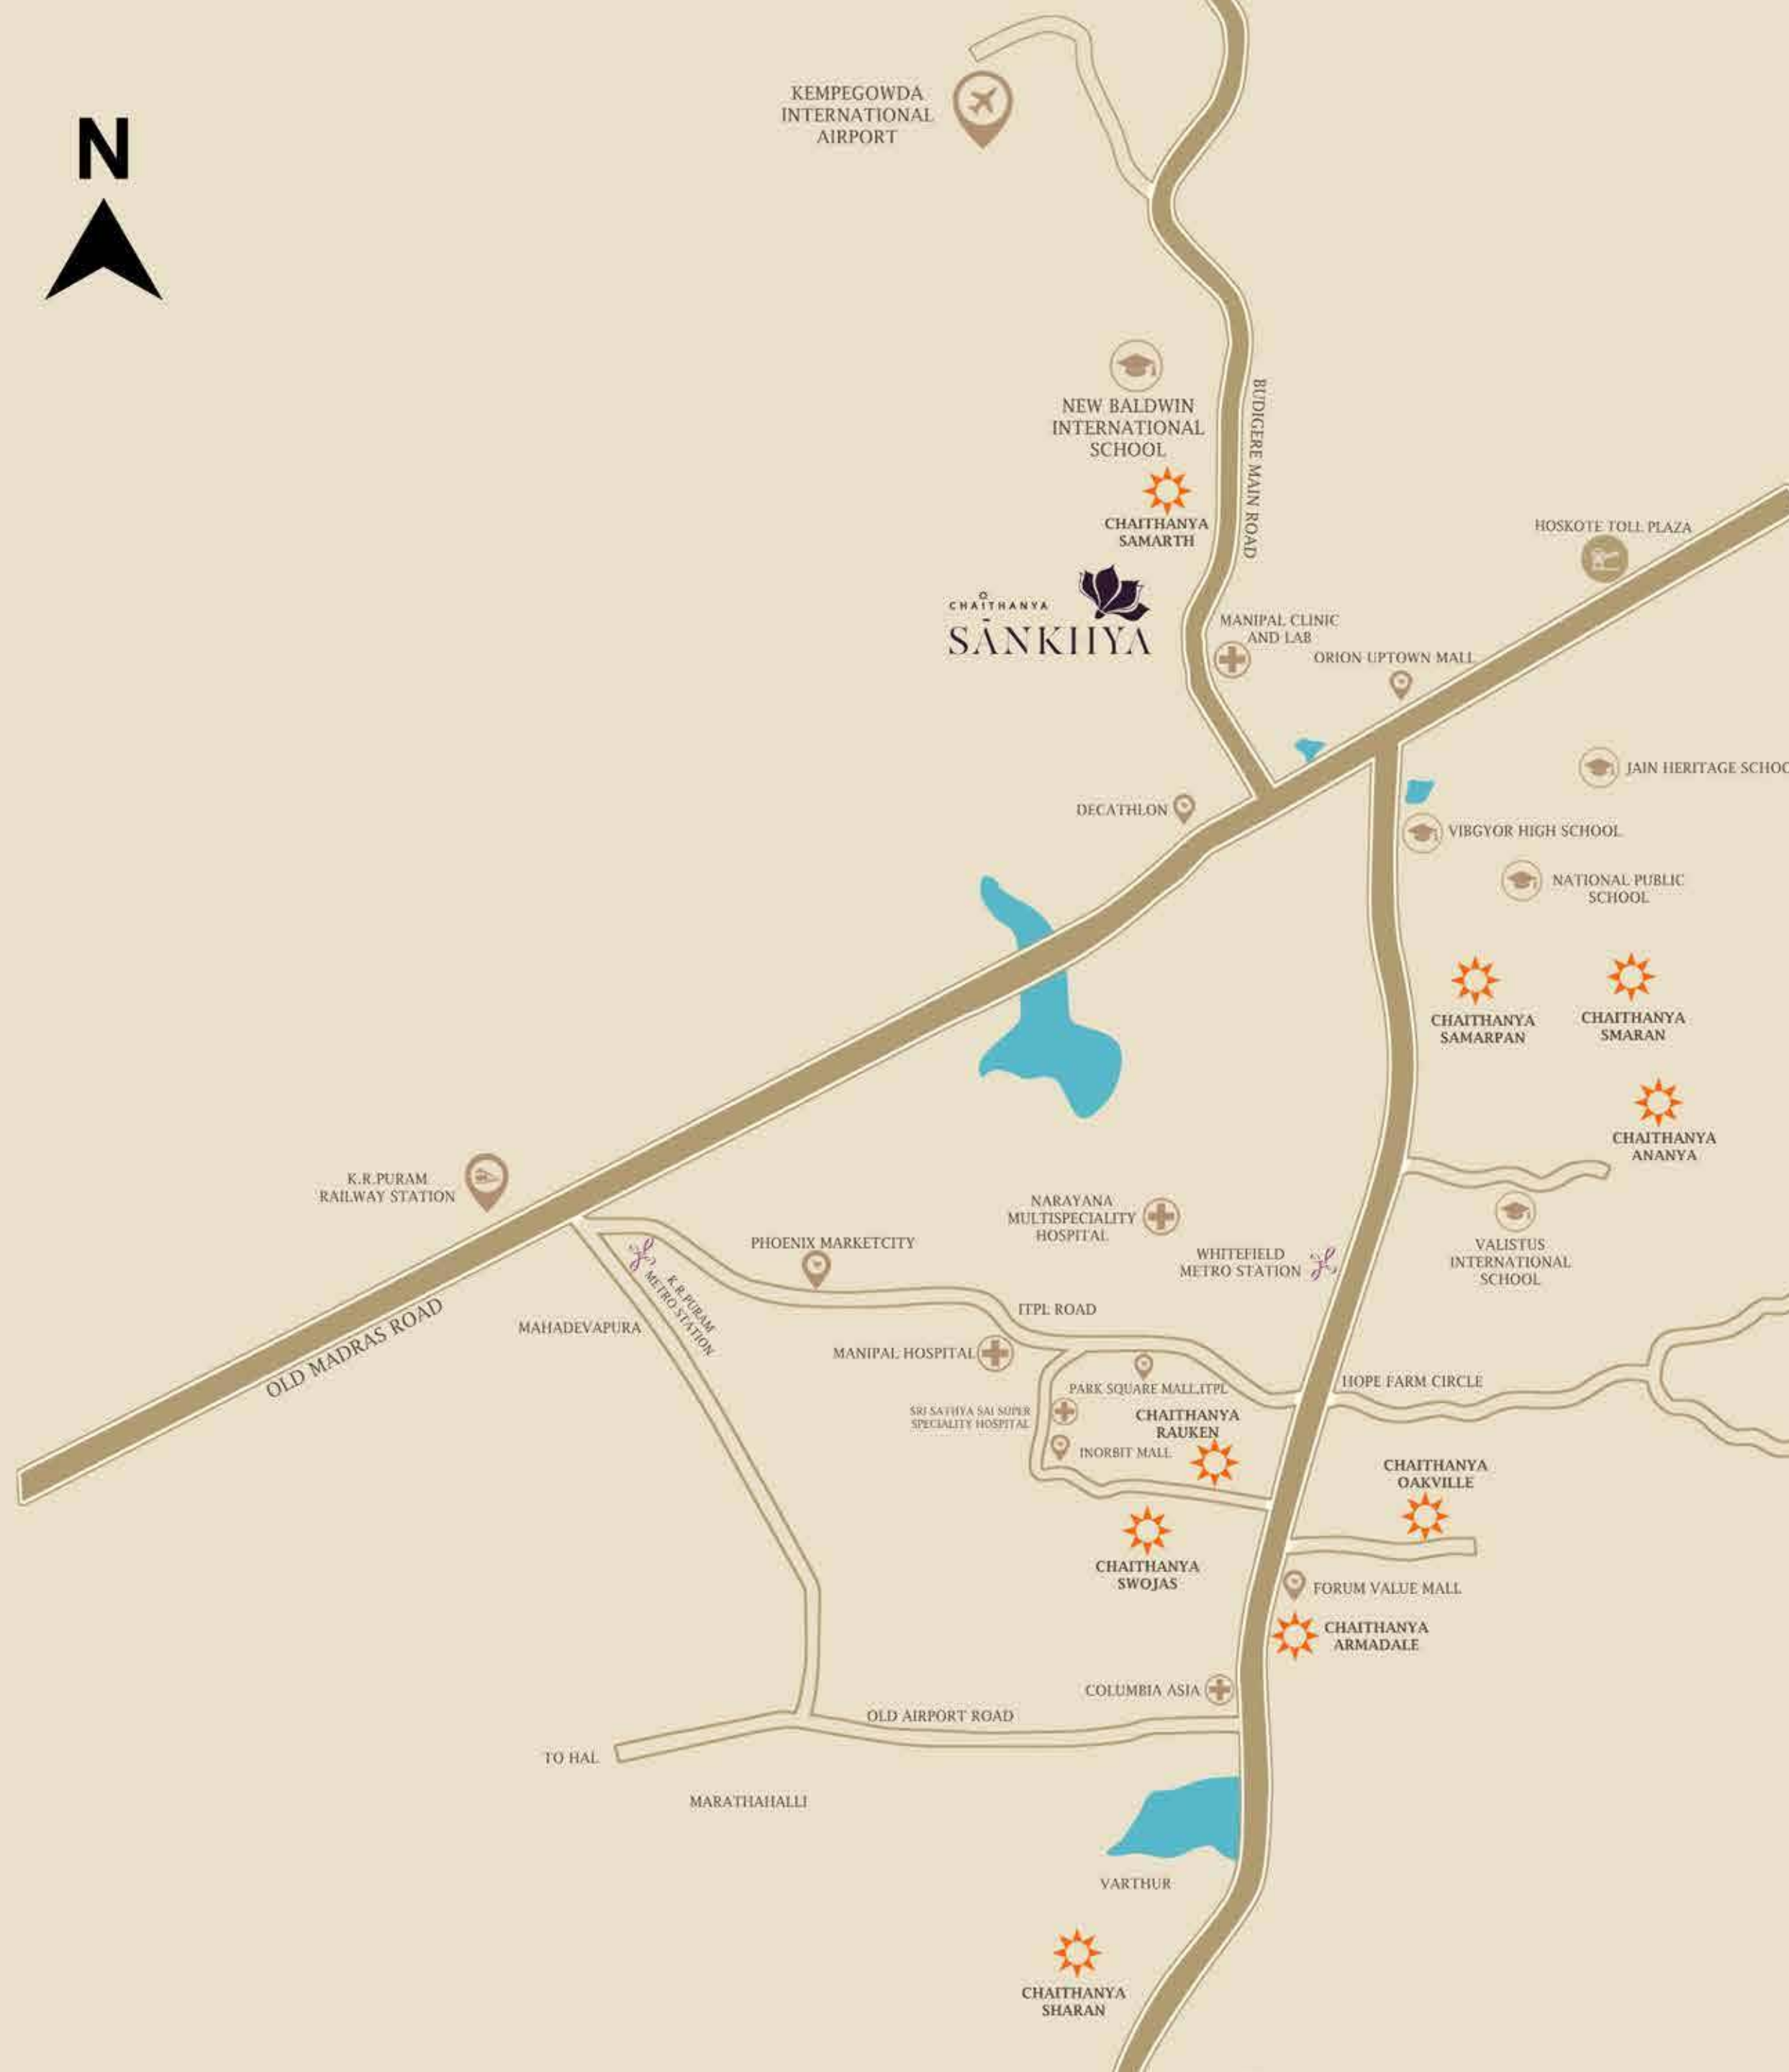 KEMPEGOWDA
INTERNATIONAL
AIRPORT
N
NEW BALDWIN
INTERNATIONAL
SCHOOL
BUDIGERE MAIN ROAD
CHAITHANYA
SAMARTH
HOSKOTE TOLL PLAZA
CHAITHANYA
SĀNKHYA
MANIPAL CLINIC
AND LAB
ORION UPTOWN MALL
JAIN HERITAGE SCHOO
DECATHLON
VIBGYOR HIGH SCHOOL
NATIONAL PUBLIC
SCHOOL
CHAITHANYA
SAMARPAN
CHAITHANYA
SMARAN
CHAITHANYA
ANANYA
K.R.PURAM
RAILWAY STATION
NARAYANA
MULTISPECIALITY
HOSPITAL
PHOENIX MARKETCITY
WHITEFIELD
METRO STATION
VALISTUS
INTERNATIONAL
SCHOOL
K.R.PURAM
METRO STATION
ITPL ROAD
MAHADEVAPURA
OLD MADRAS ROAD
MANIPAL HOSPITAL
HOPE FARM CIRCLE
PARK SQUARE MALL,ITPL
SRI SATHYA SAI SUPER
SPECIALITY HOSPITAL
CHAITHANYA
RAUKEN
INORBIT MALL
CHAITHANYA
OAKVILLE
CHAITHANYA
SWOJAS
FORUM VALUE MALL
CHAITHANYA
ARMADALE
COLUMBIA ASIA
OLD AIRPORT ROAD
TO HAL
MARATHAHALLI
VARTHUR
CHAITHANYA
SHARAN